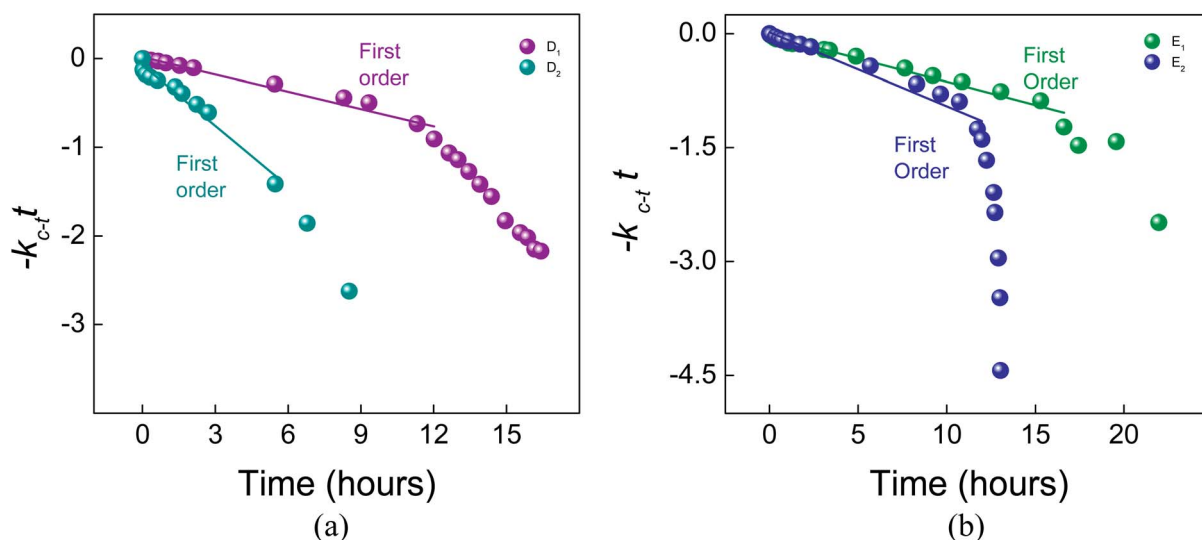 First
order
D₁
D₂
0
-1
-2
-3
First
order
-k c-t t
0 3 6 9 12 15
Time (hours)
(a)
0.0
-1.5
-3.0
-4.5
E₁
E₂
First
Order
First
Order
-k c-t t
0 5 10 15 20
Time (hours)
(b)